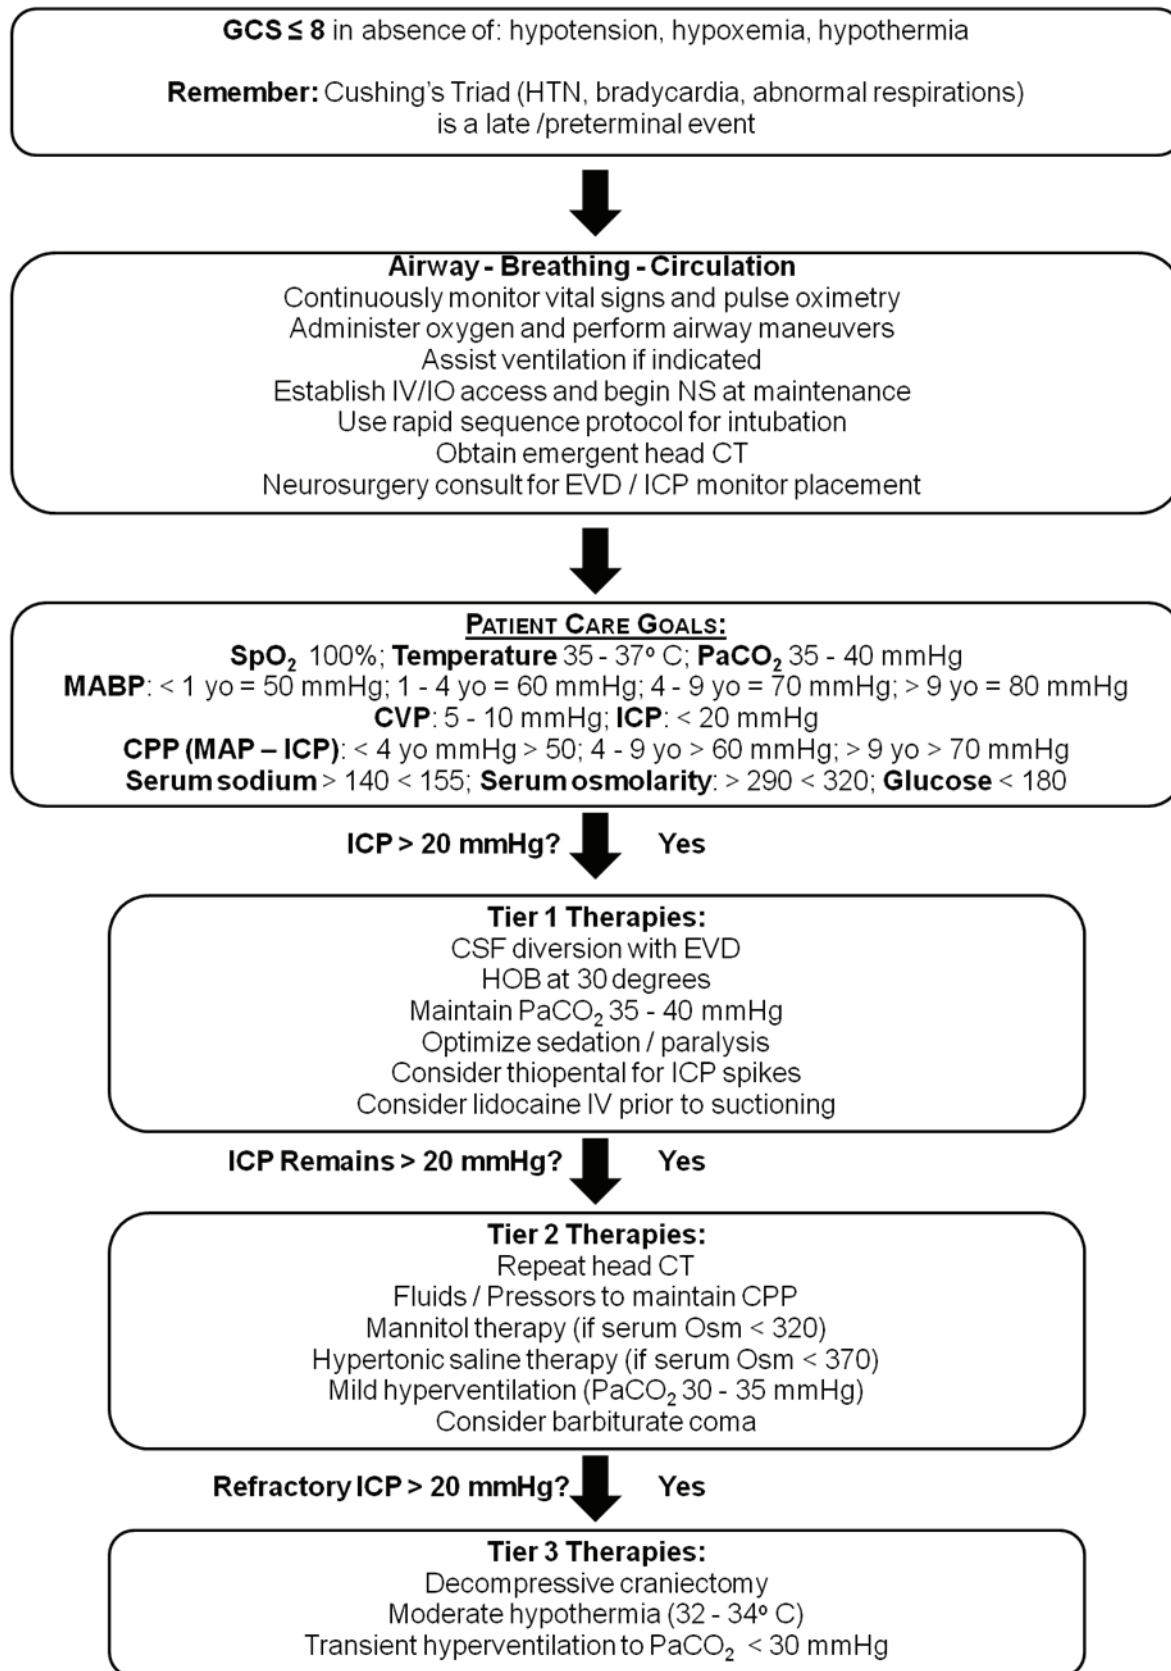 GCS ≤ 8 in absence of: hypotension, hypoxemia, hypothermia
Remember: Cushing's Triad (HTN, bradycardia, abnormal respirations)
is a late /preterminal event
Airway - Breathing - Circulation
Continuously monitor vital signs and pulse oximetry
Administer oxygen and perform airway maneuvers
Assist ventilation if indicated
Establish IV/IO access and begin NS at maintenance
Use rapid sequence protocol for intubation
Obtain emergent head CT
Neurosurgery consult for EVD / ICP monitor placement
PATIENT CARE GOALS:
SpO₂ 100%; Temperature 35 - 37º C; PaCO₂ 35 - 40 mmHg
MABP: < 1 yo = 50 mmHg; 1 - 4 yo = 60 mmHg; 4 - 9 yo = 70 mmHg; > 9 yo = 80 mmHg
CVP: 5 - 10 mmHg; ICP: < 20 mmHg
CPP (MAP – ICP): < 4 yo mmHg > 50; 4 - 9 yo > 60 mmHg; > 9 yo > 70 mmHg
Serum sodium > 140 < 155; Serum osmolarity: > 290 < 320; Glucose < 180
ICP > 20 mmHg? Yes
Tier 1 Therapies:
CSF diversion with EVD
HOB at 30 degrees
Maintain PaCO₂ 35 - 40 mmHg
Optimize sedation / paralysis
Consider thiopental for ICP spikes
Consider lidocaine IV prior to suctioning
ICP Remains > 20 mmHg? Yes
Tier 2 Therapies:
Repeat head CT
Fluids / Pressors to maintain CPP
Mannitol therapy (if serum Osm < 320)
Hypertonic saline therapy (if serum Osm < 370)
Mild hyperventilation (PaCO₂ 30 - 35 mmHg)
Consider barbiturate coma
Refractory ICP > 20 mmHg? Yes
Tier 3 Therapies:
Decompressive craniectomy
Moderate hypothermia (32 - 34º C)
Transient hyperventilation to PaCO₂ < 30 mmHg